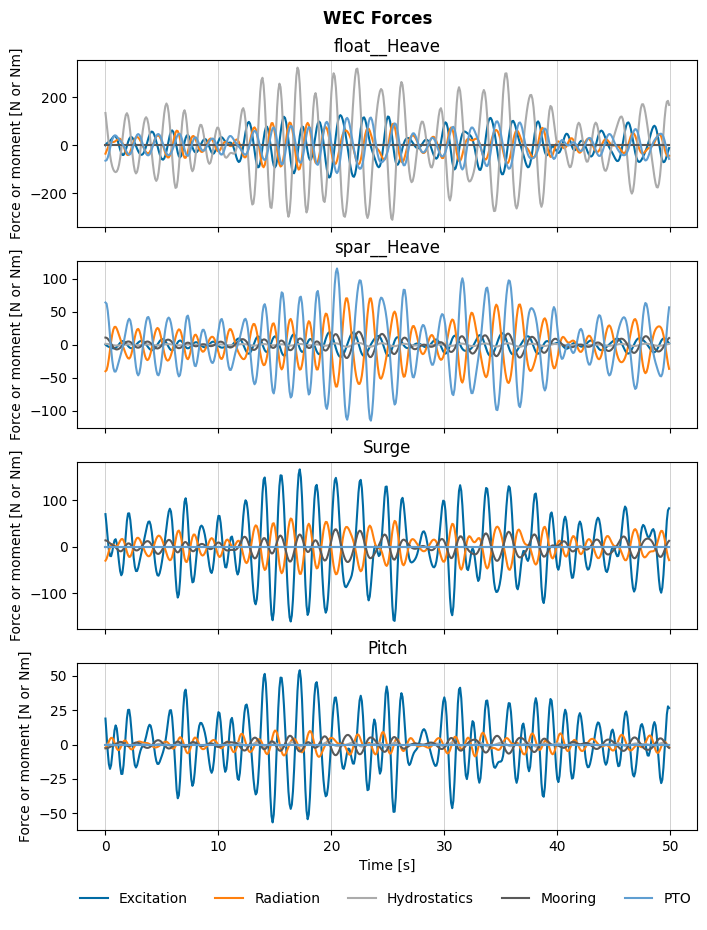 WEC Forces
float__Heave
Force or moment [N or Nm]
200
0
−200
spar__Heave
Force or moment [N or Nm]
100
50
0
−50
−100
Surge
Force or moment [N or Nm]
100
0
−100
Pitch
Force or moment [N or Nm]
50
25
0
−25
−50
0 10 20 30 40 50
Time [s]
Excitation Radiation Hydrostatics Mooring PTO